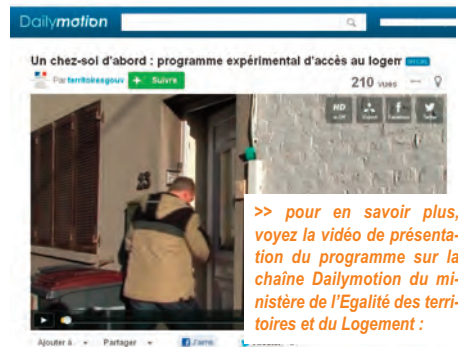 Dailymotion
Un chez-soi d'abord : programme expérimental d'accès au logem
Par territoiresgouv + Suivre
210 vues
HD
23
>> pour en savoir plus,
voyez la vidéo de présenta-
tion du programme sur la
chaîne Dailymotion du mi-
nistère de l'Egalité des terri-
toires et du Logement :
Ajouter à Partager J'aime